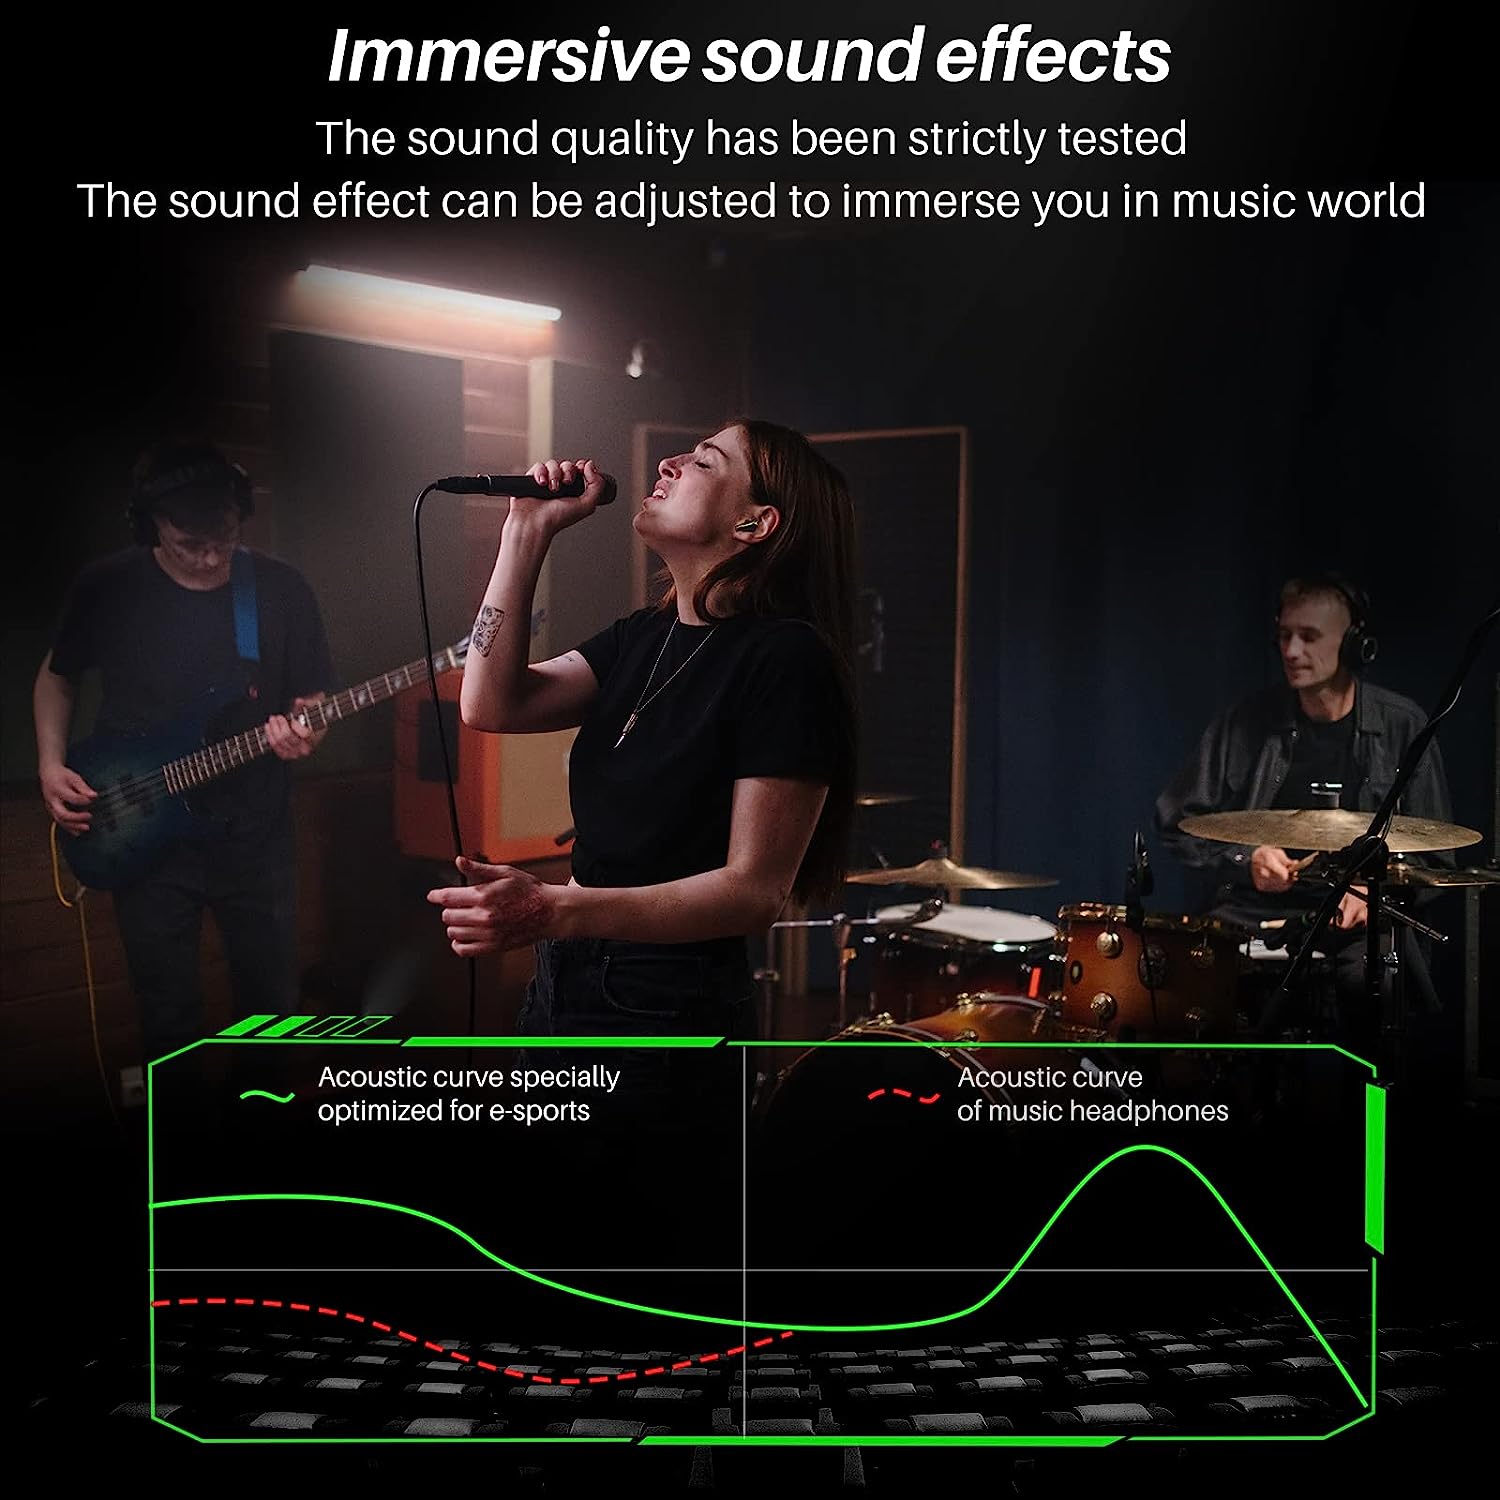 Immersive sound effects
The sound quality has been strictly tested
The sound effect can be adjusted to immerse you in music world
Acoustic curve specially
optimized for e-sports
Acoustic curve
of music headphones